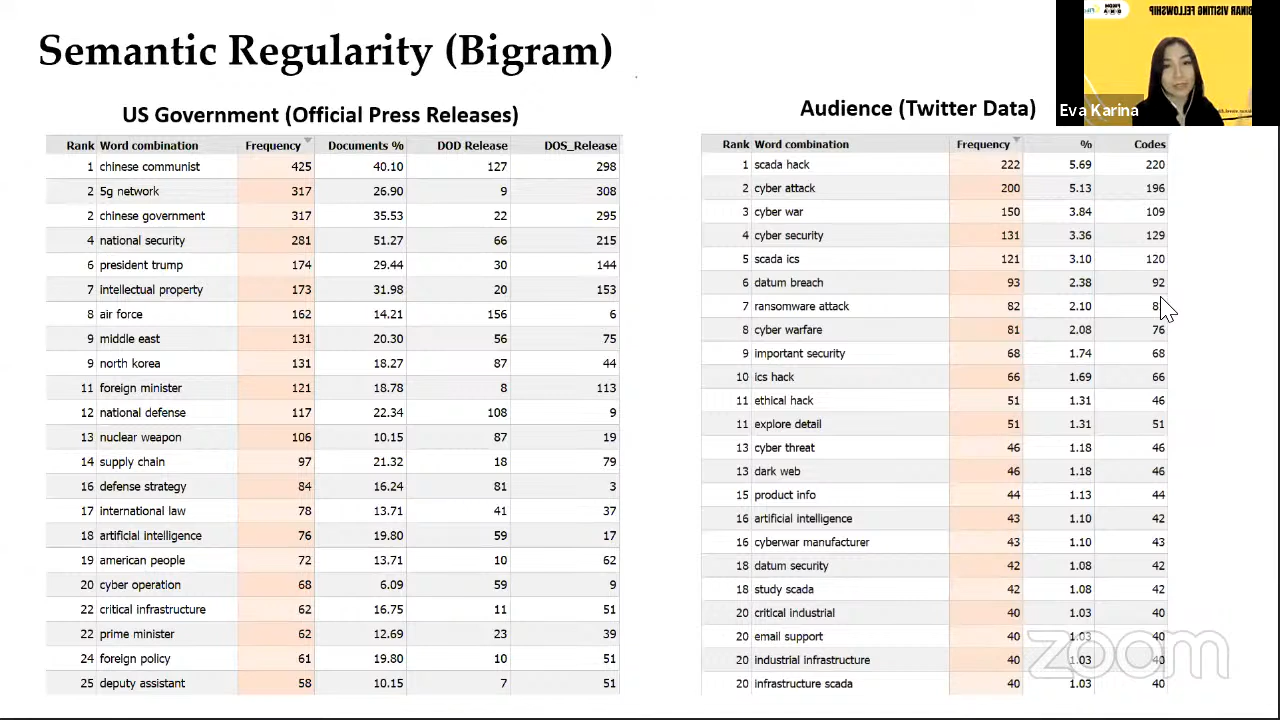 Semantic Regularity (Bigram)
BINAR VISITING FELLOWSHIP
Eva Karina
US Government (Official Press Releases)
Rank Word combination Frequency Documents % DOD Release DOS_Release
1 chinese communist 425 40.10 127 298
2 5g network 317 26.90 9 308
2 chinese government 317 35.53 22 295
4 national security 281 51.27 66 215
6 president trump 174 29.44 30 144
7 intellectual property 173 31.98 20 153
8 air force 162 14.21 156 6
9 middle east 131 20.30 56 75
9 north korea 131 18.27 87 44
11 foreign minister 121 18.78 8 113
12 national defense 117 22.34 108 9
13 nuclear weapon 106 10.15 87 19
14 supply chain 97 21.32 18 79
16 defense strategy 84 16.24 81 3
17 international law 78 13.71 41 37
18 artificial intelligence 76 19.80 59 17
19 american people 72 13.71 10 62
20 cyber operation 68 6.09 59 9
22 critical infrastructure 62 16.75 11 51
22 prime minister 62 12.69 23 39
24 foreign policy 61 19.80 10 51
25 deputy assistant 58 10.15 7 51
Audience (Twitter Data)
Rank Word combination Frequency % Codes
1 scada hack 222 5.69 220
2 cyber attack 200 5.13 196
3 cyber war 150 3.84 109
4 cyber security 131 3.36 129
5 scada ics 121 3.10 120
6 datum breach 93 2.38 92
7 ransomware attack 82 2.10
8 cyber warfare 81 2.08 76
9 important security 68 1.74 68
10 ics hack 66 1.69 66
11 ethical hack 51 1.31 46
11 explore detail 51 1.31 51
13 cyber threat 46 1.18 46
13 dark web 46 1.18 46
15 product info 44 1.13 44
16 artificial intelligence 43 1.10 42
16 cyberwar manufacturer 43 1.10 43
18 datum security 42 1.08 42
18 study scada 42 1.08 42
20 critical industrial 40 1.03 40
20 email support 40 1.03 40
20 industrial infrastructure 40 1.03 40
20 infrastructure scada 40 1.03 40
zoom